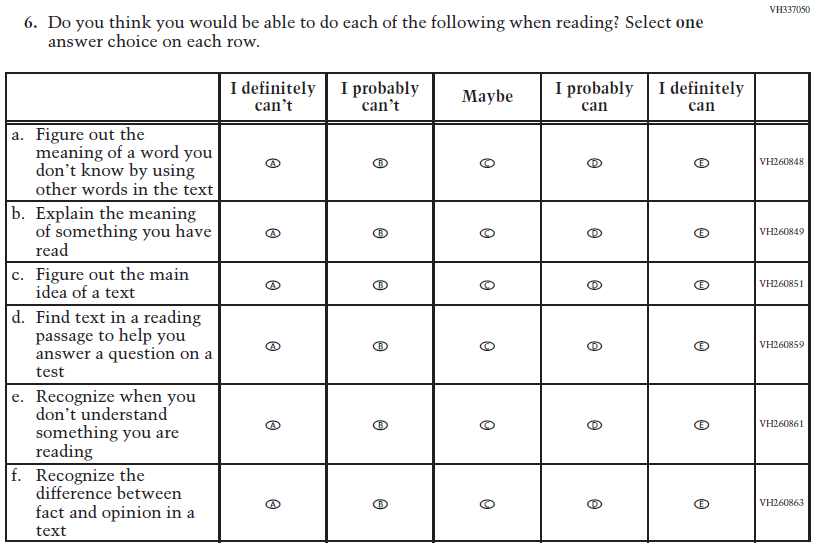 VH337050
6. Do you think you would be able to do each of the following when reading? Select one
answer choice on each row.
I definitely can't I probably can't Maybe I probably can I definitely can
a. Figure out the
meaning of a word you
don't know by using
other words in the text
A B C D E VH260848
b. Explain the meaning
of something you have
read
A B C D E VH260849
c. Figure out the main
idea of a text
A B C D E VH260851
d. Find text in a reading
passage to help you
answer a question on a
test
A B C D E VH260859
e. Recognize when you
don't understand
something you are
reading
A B C D E VH260861
f. Recognize the
difference between
fact and opinion in a
text
A B C D E VH260863